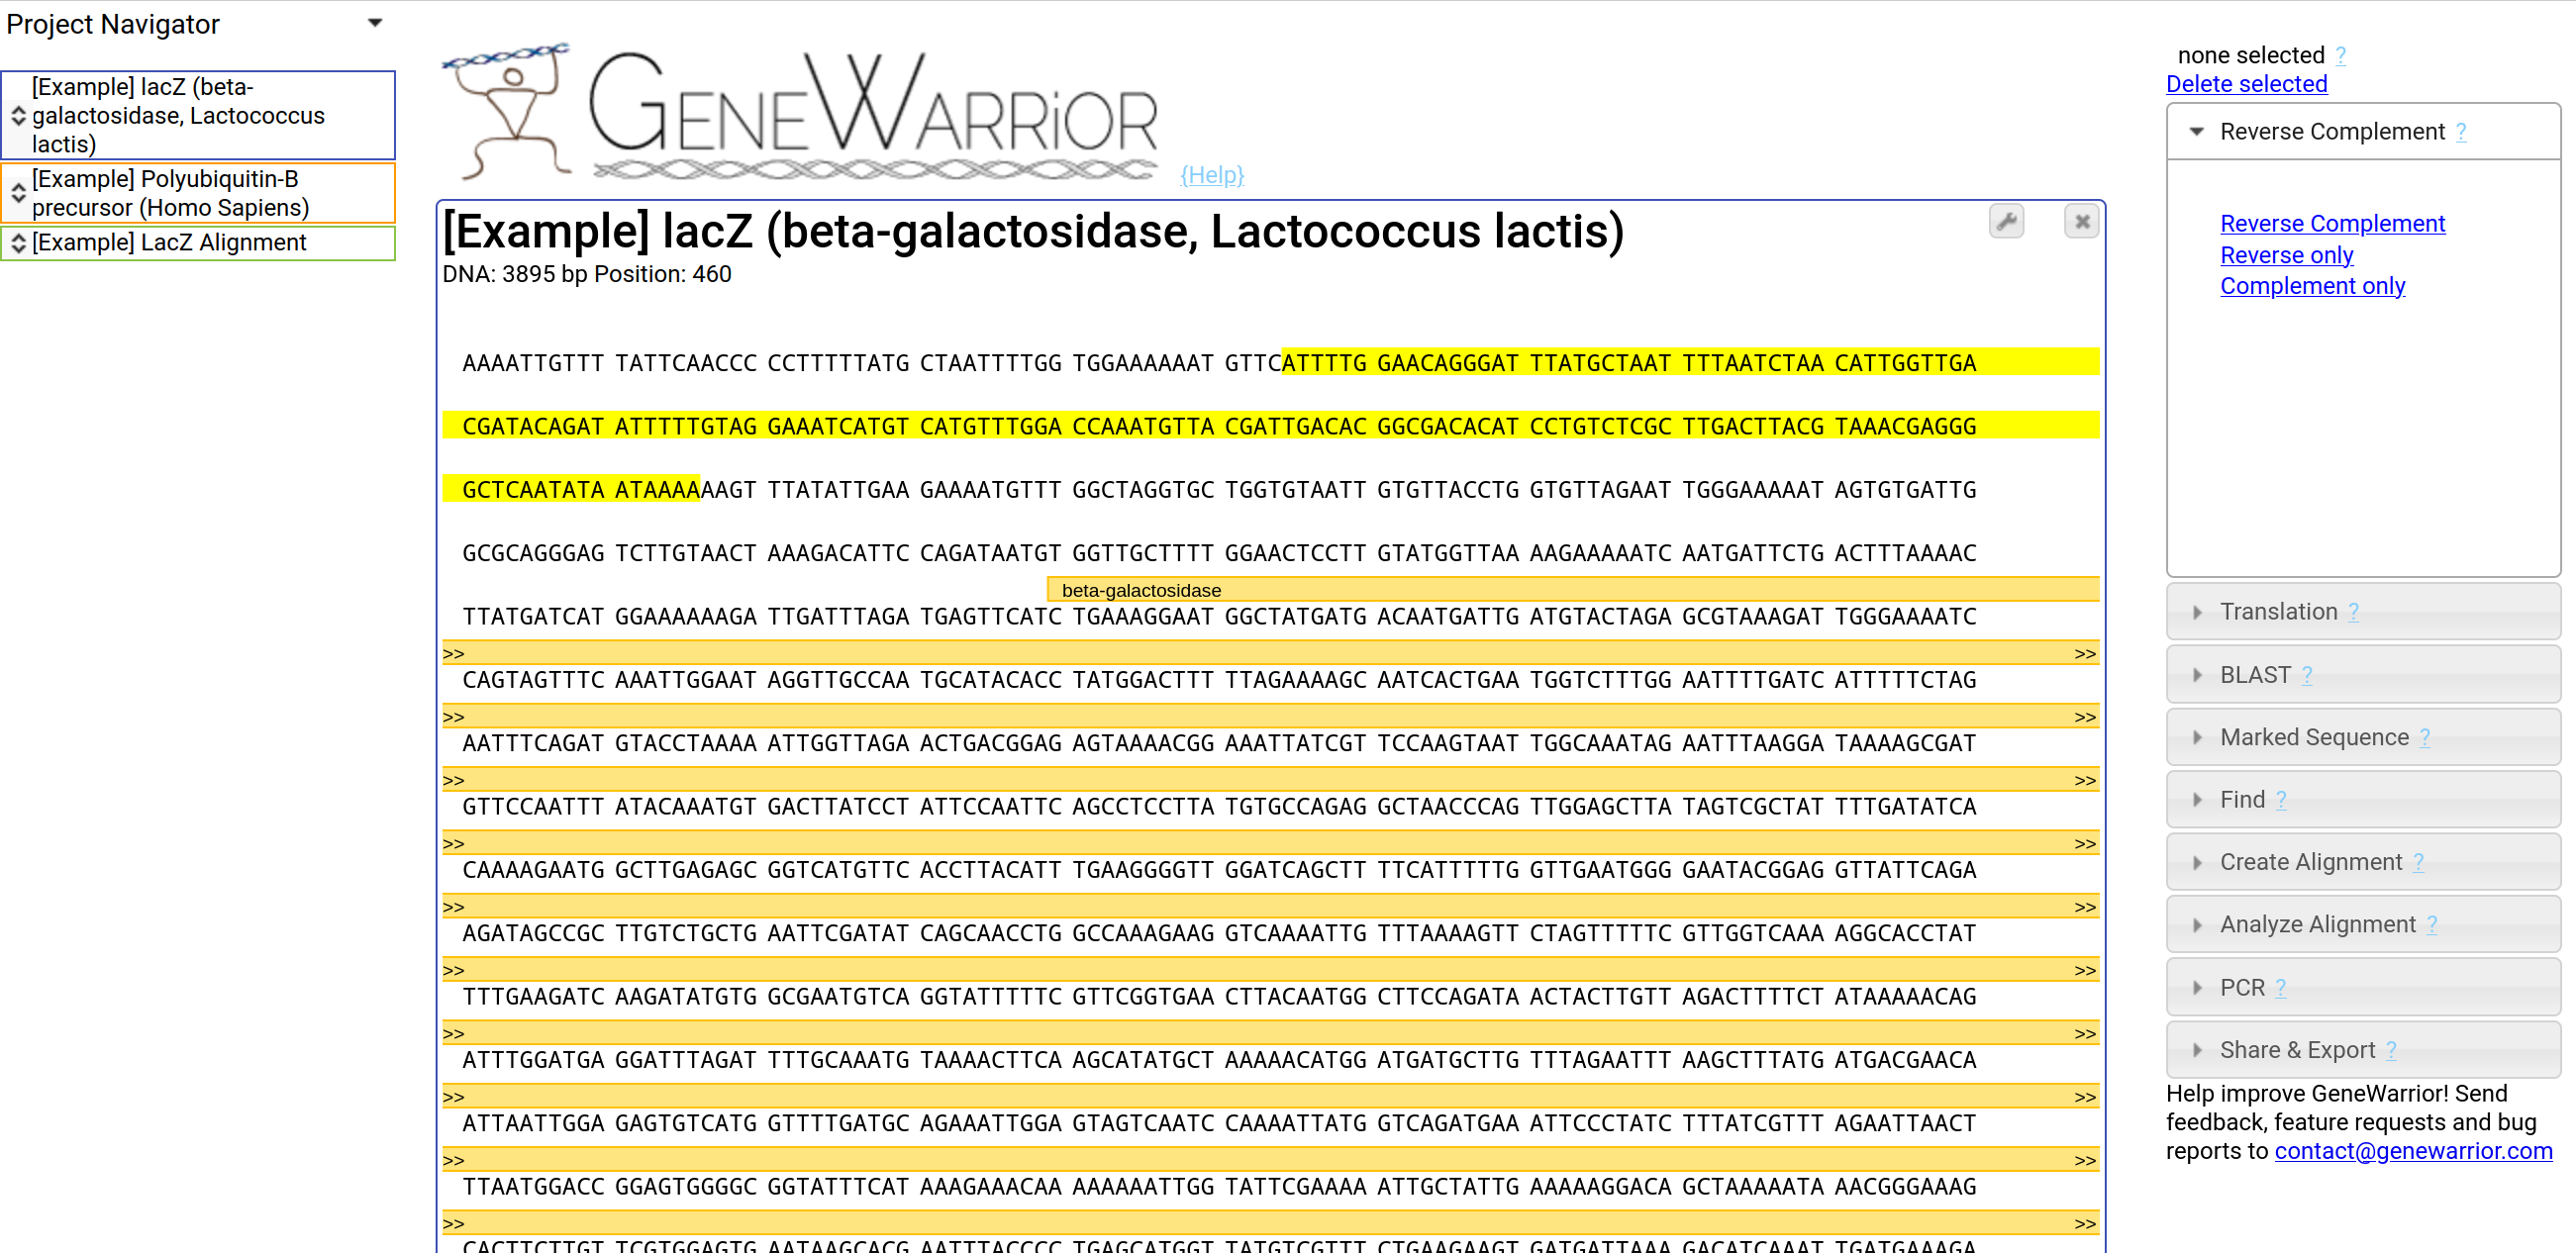 Project Navigator
[Example] lacZ (beta-
galactosidase, Lactococcus
lactis)
[Example] Polyubiquitin-B
precursor (Homo Sapiens)
[Example] LacZ Alignment
GENEWARRiOR
{Help}
[Example] lacZ (beta-galactosidase, Lactococcus lactis)
DNA: 3895 bp Position: 460
AAAATTGTTT TATTCAACCC CCTTTTTATG CTAATTTTGG TGGAAAAAAT GTTCATTTTG GAACAGGGAT TTATGCTAAT TTTAATCTAA CATTGGTTGA
CGATACAGAT ATTTTTGTAG GAAATCATGT CATGTTTGGA CCAAATGTTA CGATTGACAC GGCGACACAT CCTGTCTCGC TTGACTTACG TAAACGAGGG
GCTCAATATA ATAAAAAAGT TTATATTGAA GAAAATGTTT GGCTAGGTGC TGGTGTAATT GTGTTACCTG GTGTTAGAAT TGGGAAAAAT AGTGTGATTG
GCGCAGGGAG TCTTGTAACT AAAGACATTC CAGATAATGT GGTTGCTTTT GGAACTCCTT GTATGGTTAA AAGAAAAATC AATGATTCTG ACTTTAAAAC
beta-galactosidase
TTATGATCAT GGAAAAAAGA TTGATTTAGA TGAGTTCATC TGAAAGGAAT GGCTATGATG ACAATGATTG ATGTACTAGA GCGTAAAGAT TGGGAAAATC
>> >>
CAGTAGTTTC AAATTGGAAT AGGTTGCCAA TGCATACACC TATGGACTTT TTAGAAAAGC AATCACTGAA TGGTCTTTGG AATTTTGATC ATTTTTCTAG
>> >>
AATTTCAGAT GTACCTAAAA ATTGGTTAGA ACTGACGGAG AGTAAAACGG AAATTATCGT TCCAAGTAAT TGGCAAATAG AATTTAAGGA TAAAAGCGAT
>> >>
GTTCCAATTT ATACAAATGT GACTTATCCT ATTCCAATTC AGCCTCCTTA TGTGCCAGAG GCTAACCCAG TTGGAGCTTA TAGTCGCTAT TTTGATATCA
>> >>
CAAAAGAATG GCTTGAGAGC GGTCATGTTC ACCTTACATT TGAAGGGGTT GGATCAGCTT TTCATTTTTG GTTGAATGGG GAATACGGAG GTTATTCAGA
>> >>
AGATAGCCGC TTGTCTGCTG AATTCGATAT CAGCAACCTG GCCAAAGAAG GTCAAAATTG TTTAAAAGTT CTAGTTTTTC GTTGGTCAAA AGGCACCTAT
>> >>
TTTGAAGATC AAGATATGTG GCGAATGTCA GGTATTTTTC GTTCGGTGAA CTTACAATGG CTTCCAGATA ACTACTTGTT AGACTTTTCT ATAAAAACAG
>> >>
ATTTGGATGA GGATTTAGAT TTTGCAAATG TAAAACTTCA AGCATATGCT AAAAACATGG ATGATGCTTG TTTAGAATTT AAGCTTTATG ATGACGAACA
>> >>
ATTAATTGGA GAGTGTCATG GTTTTGATGC AGAAATTGGA GTAGTCAATC CAAAATTATG GTCAGATGAA ATTCCCTATC TTTATCGTTT AGAATTAACT
>> >>
TTAATGGACC GGAGTGGGGC GGTATTTCAT AAAGAAACAA AAAAAATTGG TATTCGAAAA ATTGCTATTG AAAAAGGACA GCTAAAAATA AACGGGAAAG
>> >>
CACTTCTTGT TCGTGGAGTG AATAAGCACG AATTTACCCC TGAGCATGGT TATGTCGTTT CTGAAGAAGT GATGATTAAA GACATCAAAT TGATGAAAGA
none selected ?
Delete selected
Reverse Complement ?
Reverse Complement
Reverse only
Complement only
Translation ?
BLAST ?
Marked Sequence ?
Find ?
Create Alignment ?
Analyze Alignment ?
PCR ?
Share & Export ?
Help improve GeneWarrior! Send
feedback, feature requests and bug
reports to contact@genewarrior.com